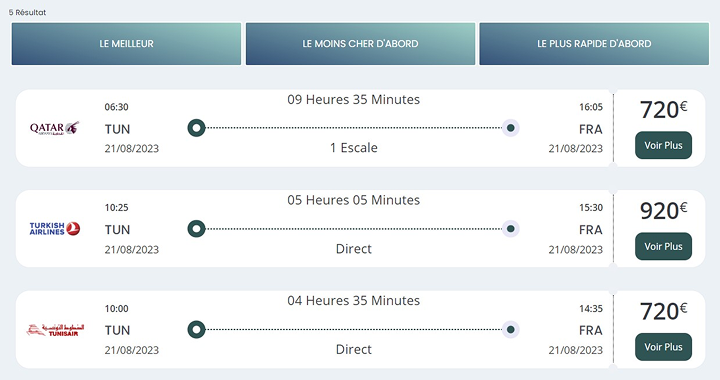 5 Résultat
LE MEILLEUR
LE MOINS CHER D'ABORD
LE PLUS RAPIDE D'ABORD
QATAR
06:30
TUN
21/08/2023
09 Heures 35 Minutes
1 Escale
16:05
FRA
21/08/2023
720€
Voir Plus
TURKISH
AIRLINES
10:25
TUN
21/08/2023
05 Heures 05 Minutes
Direct
15:30
FRA
21/08/2023
920€
Voir Plus
الخطوط التونسية
TUNISAIR
10:00
TUN
21/08/2023
04 Heures 35 Minutes
Direct
14:35
FRA
21/08/2023
720€
Voir Plus